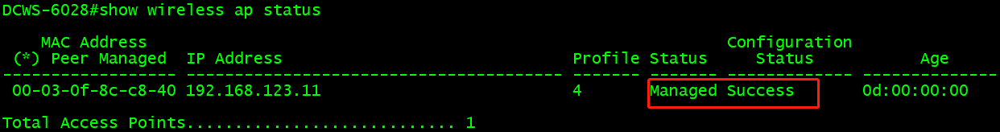 DCWS-6028#show wireless ap status
    MAC Address                                                           Configuration
 (*) Peer Managed  IP Address                              Profile Status     Status         Age
------------------ --------------------------------------- ------- ------- ------------- --------------
 00-03-0f-8c-c8-40 192.168.123.11                          4       Managed Success       0d:00:00:00
Total Access Points............................ 1